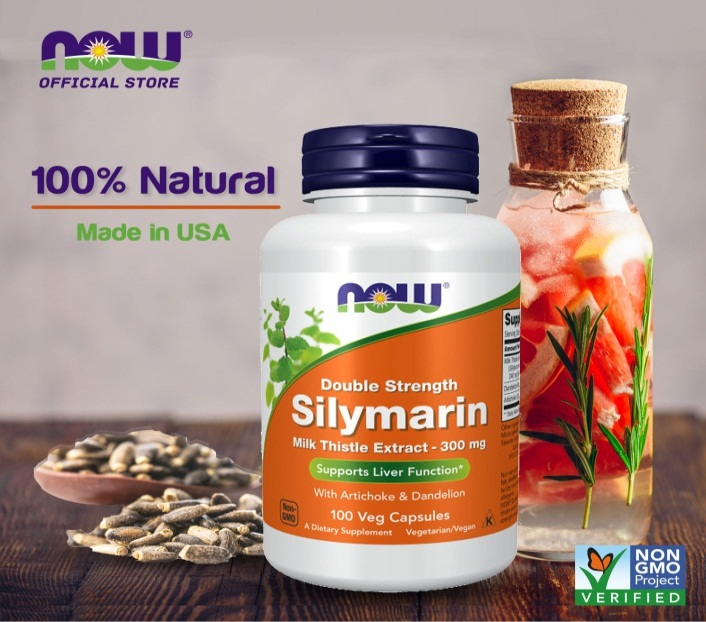 NOW®
OFFICIAL STORE
100% Natural
Made in USA
NOW®
Double Strength
Silymarin
Milk Thistle Extract - 300 mg
Supports Liver Function*
With Artichoke & Dandelion
100 Veg Capsules
Non-
GMO
A Dietary Supplement Vegetarian/Vegan
K
NON
GMO
Project
VERIFIED